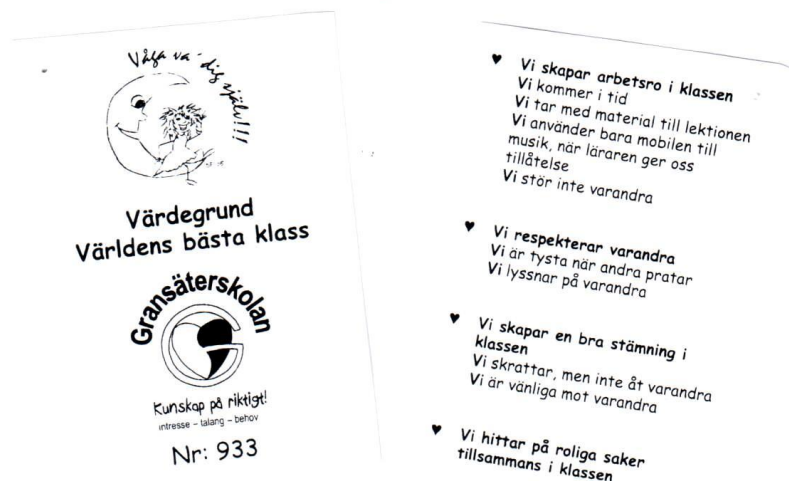 Våga va dig själv!!!
Värdegrund
Världens bästa klass
Gransäterskolan
Kunskap på riktigt!
intresse – talang – behov
Nr: 933
♥ Vi skapar arbetsro i klassen
Vi kommer i tid
Vi tar med material till lektionen
Vi använder bara mobilen till
musik, när läraren ger oss
tillåtelse
Vi stör inte varandra
♥ Vi respekterar varandra
Vi är tysta när andra pratar
Vi lyssnar på varandra
♥ Vi skapar en bra stämning i
klassen
Vi skrattar, men inte åt varandra
Vi är vänliga mot varandra
♥ Vi hittar på roliga saker
tillsammans i klassen